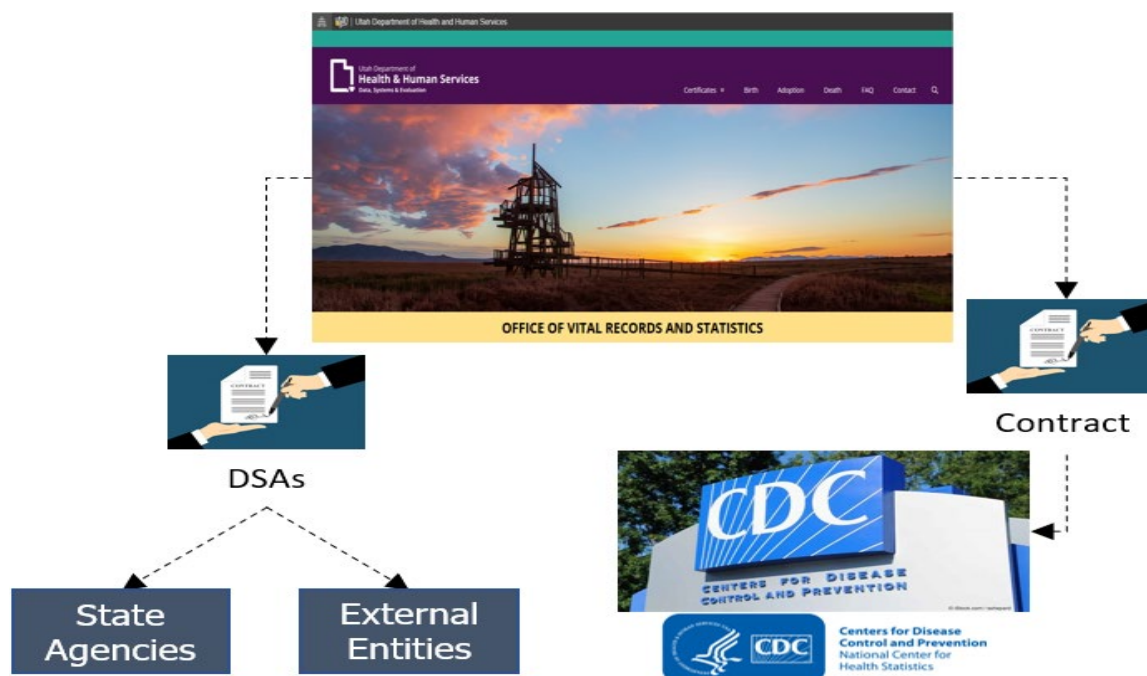 Utah Department of Health and Human Services
Utah Department of
Health & Human Services
Data, Systems & Evaluation
Certificates Birth Adoption Death FAQ Contact
OFFICE OF VITAL RECORDS AND STATISTICS
CONTRACT
DSAs
State
Agencies
External
Entities
CONTRACT
Contract
CDC
CENTERS FOR DISEASE
CONTROL AND PREVENTION
CDC
Centers for Disease
Control and Prevention
National Center for
Health Statistics